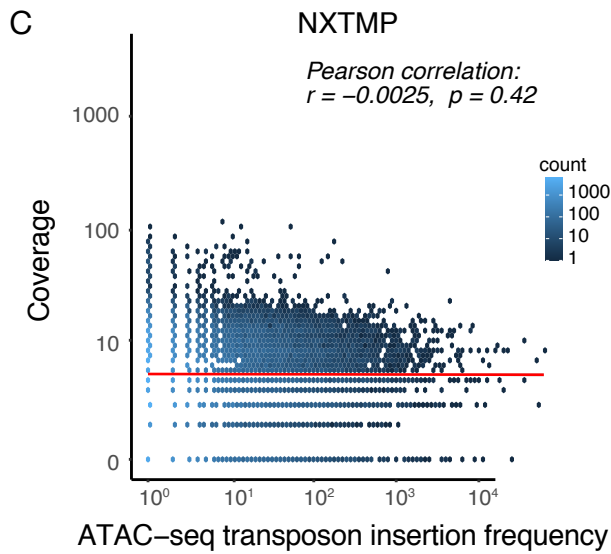 C
NXTMP
Pearson correlation:
r = −0.0025, p = 0.42
Coverage
1000
100
10
0
count
1000
100
10
1
10⁰ 10¹ 10² 10³ 10⁴
ATAC−seq transposon insertion frequency